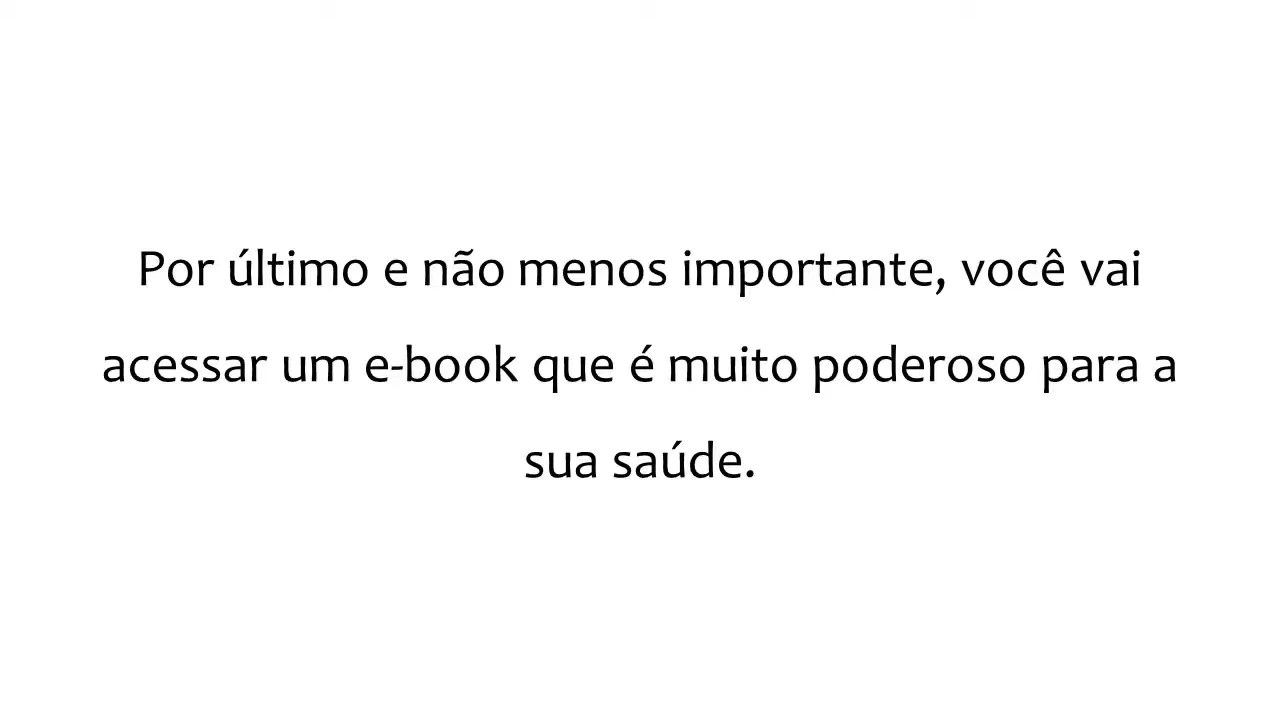 Por último e não menos importante, você vai
acessar um e-book que é muito poderoso para a
sua saúde.